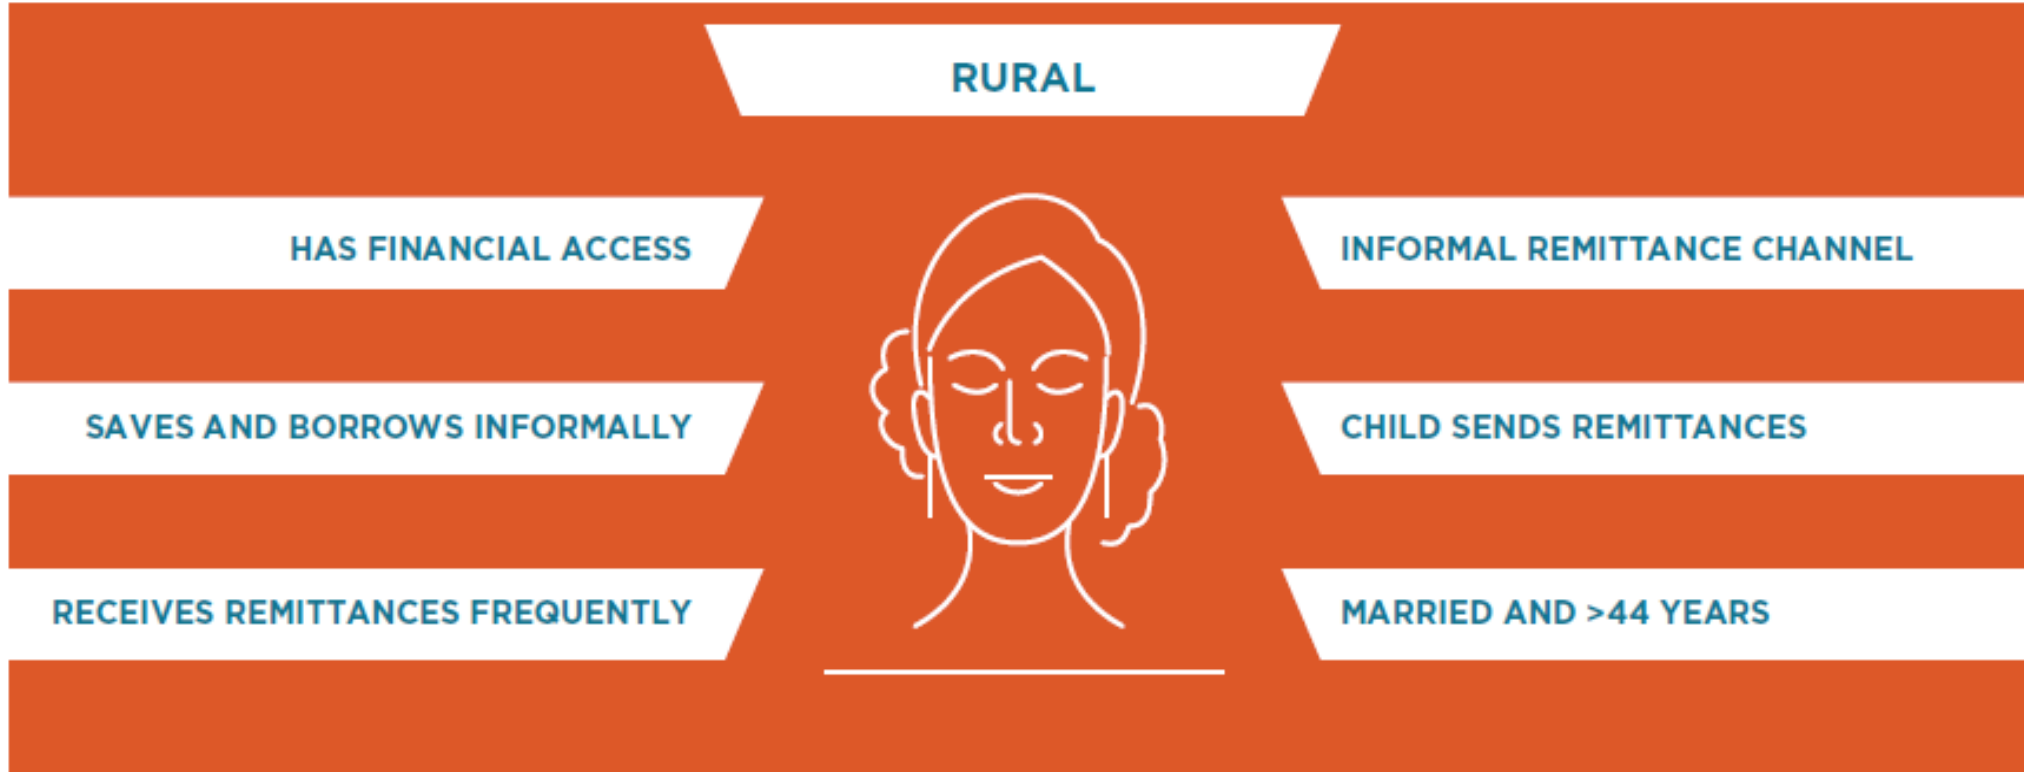 RURAL
HAS FINANCIAL ACCESS
SAVES AND BORROWS INFORMALLY
RECEIVES REMITTANCES FREQUENTLY
INFORMAL REMITTANCE CHANNEL
CHILD SENDS REMITTANCES
MARRIED AND >44 YEARS